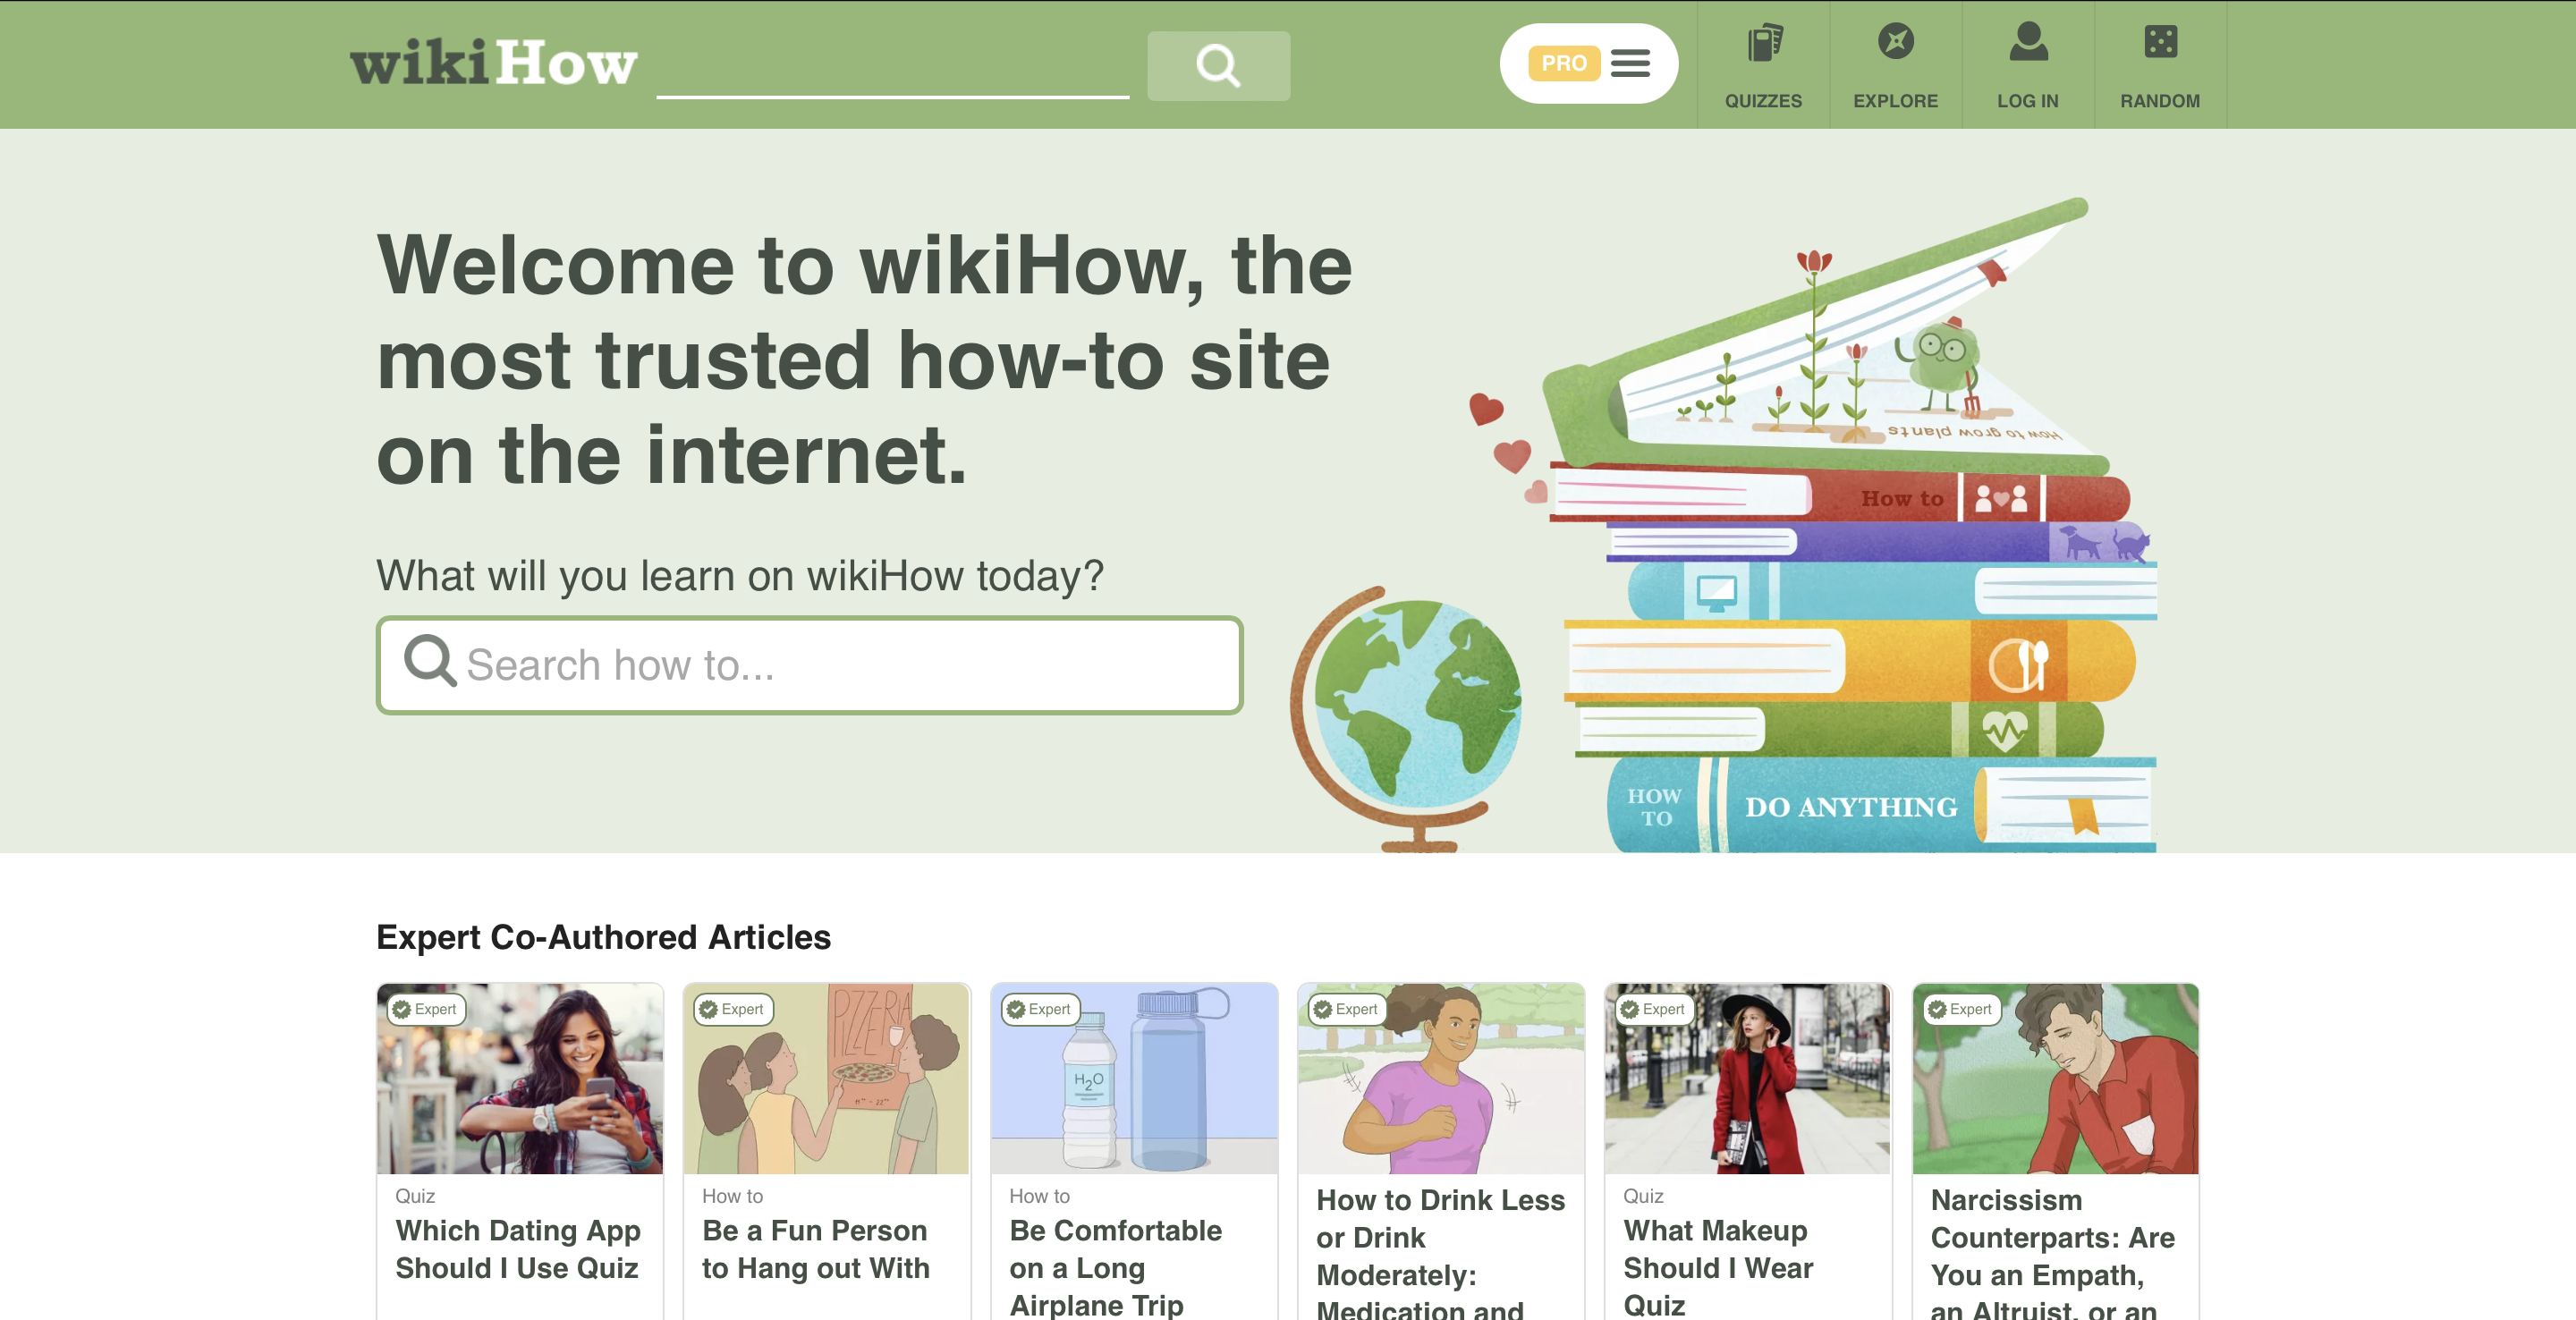 wikiHow
PRO
QUIZZES
EXPLORE
LOG IN
RANDOM
Welcome to wikiHow, the
most trusted how-to site
on the internet.
What will you learn on wikiHow today?
Search how to...
How to grow plants
How to
HOW
TO
DO ANYTHING
Expert Co-Authored Articles
Expert
Quiz
Which Dating App
Should I Use Quiz
Expert
PIZZERIA
How to
Be a Fun Person
to Hang out With
Expert
H₂O
How to
Be Comfortable
on a Long
Airplane Trip
Expert
How to Drink Less
or Drink
Moderately:
Medication and
Expert
Quiz
What Makeup
Should I Wear
Quiz
Expert
Narcissism
Counterparts: Are
You an Empath,
an Altruist, or an